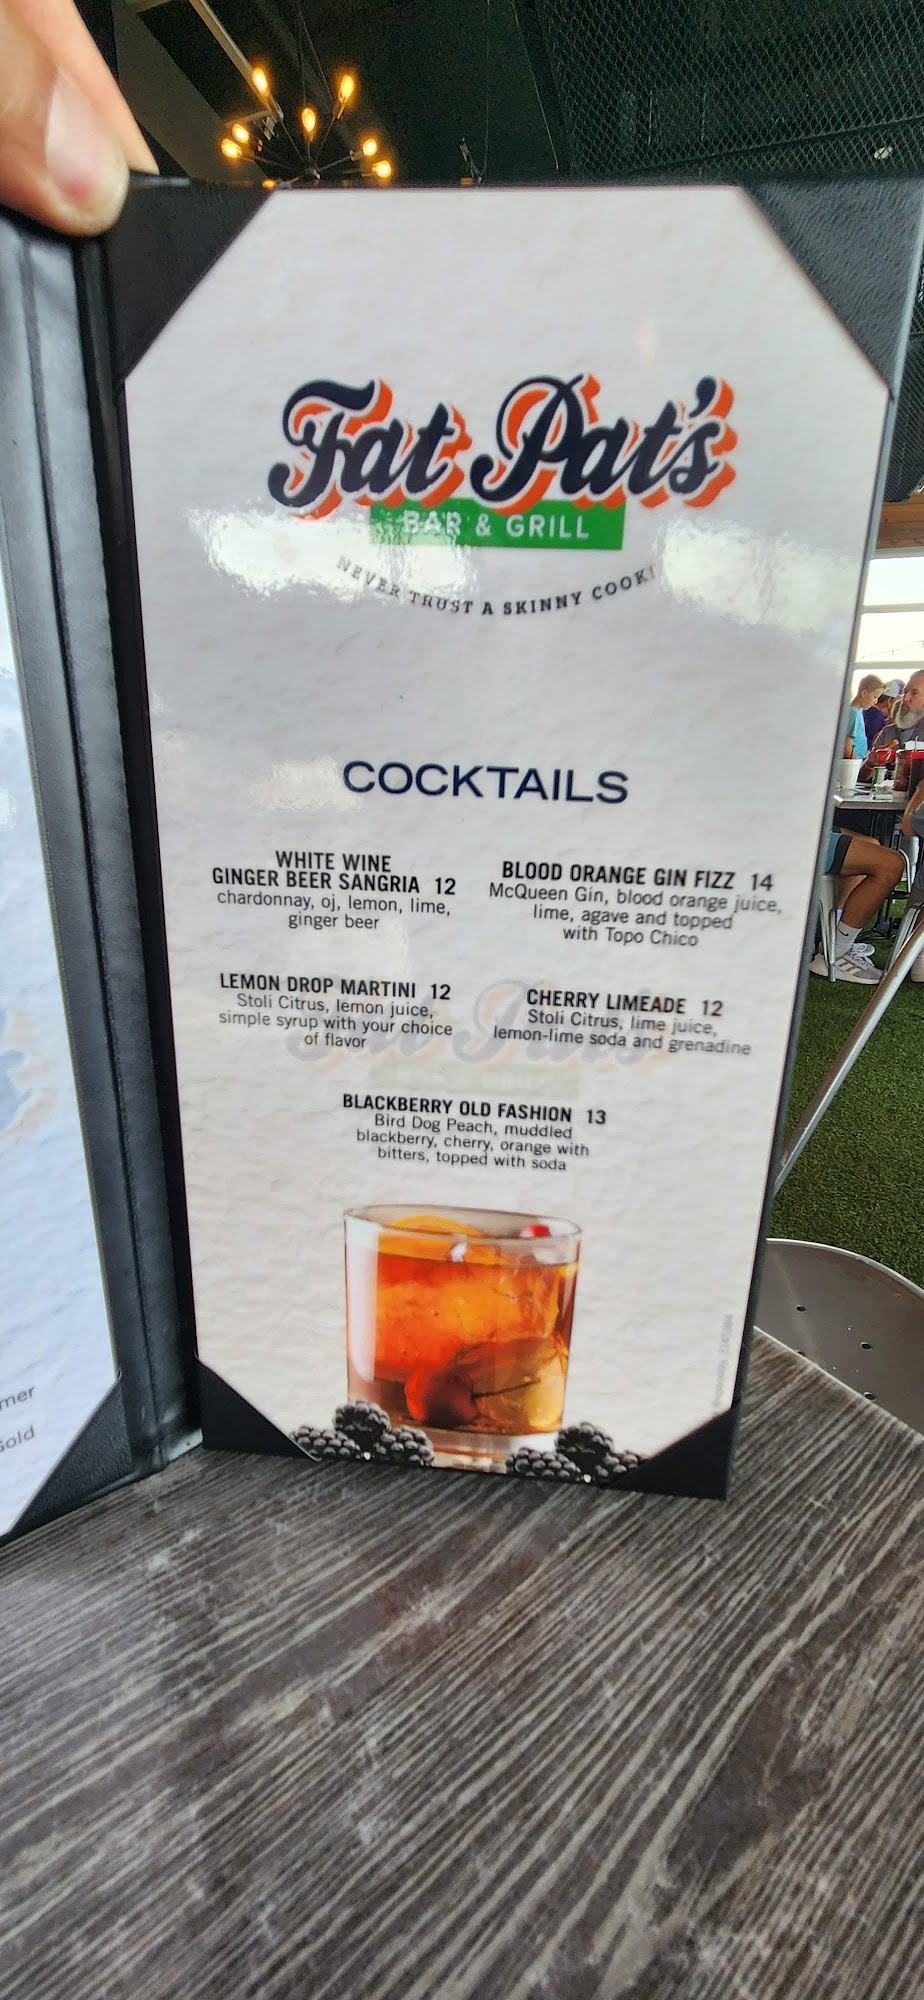 Fat Pat's
BAR & GRILL
NEVER TRUST A SKINNY COOK!
COCKTAILS
WHITE WINE
GINGER BEER SANGRIA 12
chardonnay, oj, lemon, lime,
ginger beer
BLOOD ORANGE GIN FIZZ 14
McQueen Gin, blood orange juice,
lime, agave and topped
with Topo Chico
LEMON DROP MARTINI 12
Stoli Citrus, lemon juice,
simple syrup with your choice
of flavor
CHERRY LIMEADE 12
Stoli Citrus, lime juice,
lemon-lime soda and grenadine
BLACKBERRY OLD FASHION 13
Bird Dog Peach, muddled
blackberry, cherry, orange with
bitters, topped with soda
mer
Gold